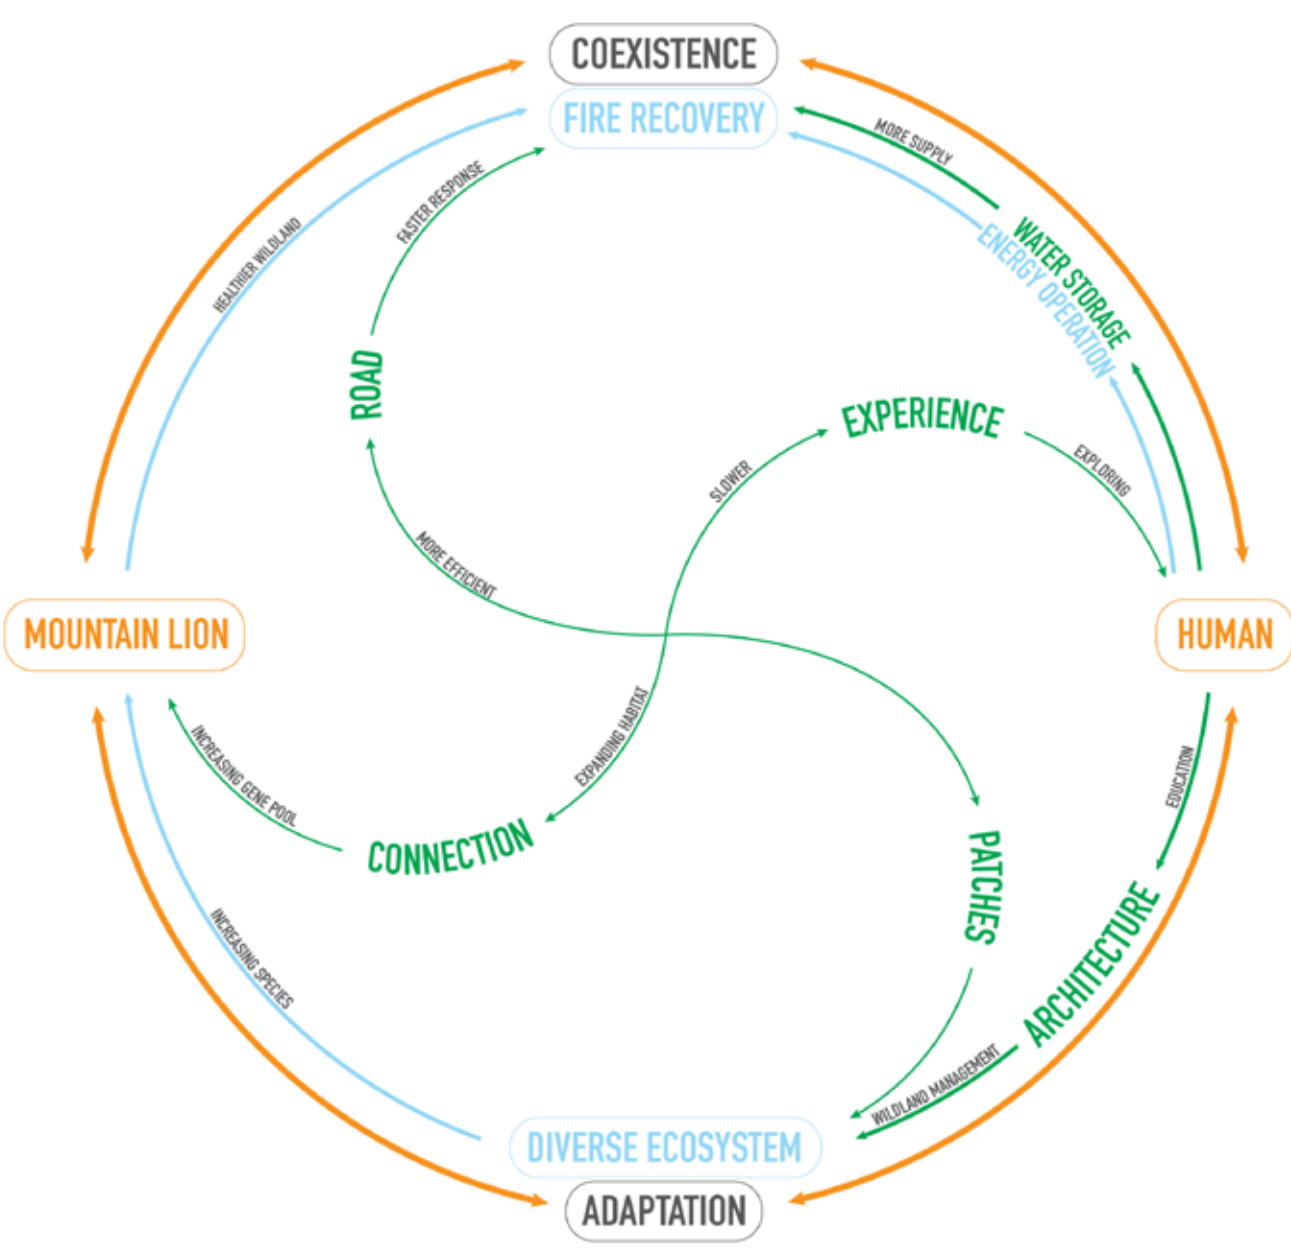 COEXISTENCE
FIRE RECOVERY
MORE SUPPLY
FASTER RESPONSE
HEALTHIER WILDLAND
WATER STORAGE
ENERGY OPERATION
ROAD
EXPERIENCE
SLOWER
EXPLORING
MORE EFFICIENT
MOUNTAIN LION
HUMAN
EXPANDING HABITAT
INCREASING GENE POOL
EDUCATION
CONNECTION
PATCHES
ARCHITECTURE
INCREASING SPECIES
WILDLAND MANAGEMENT
DIVERSE ECOSYSTEM
ADAPTATION